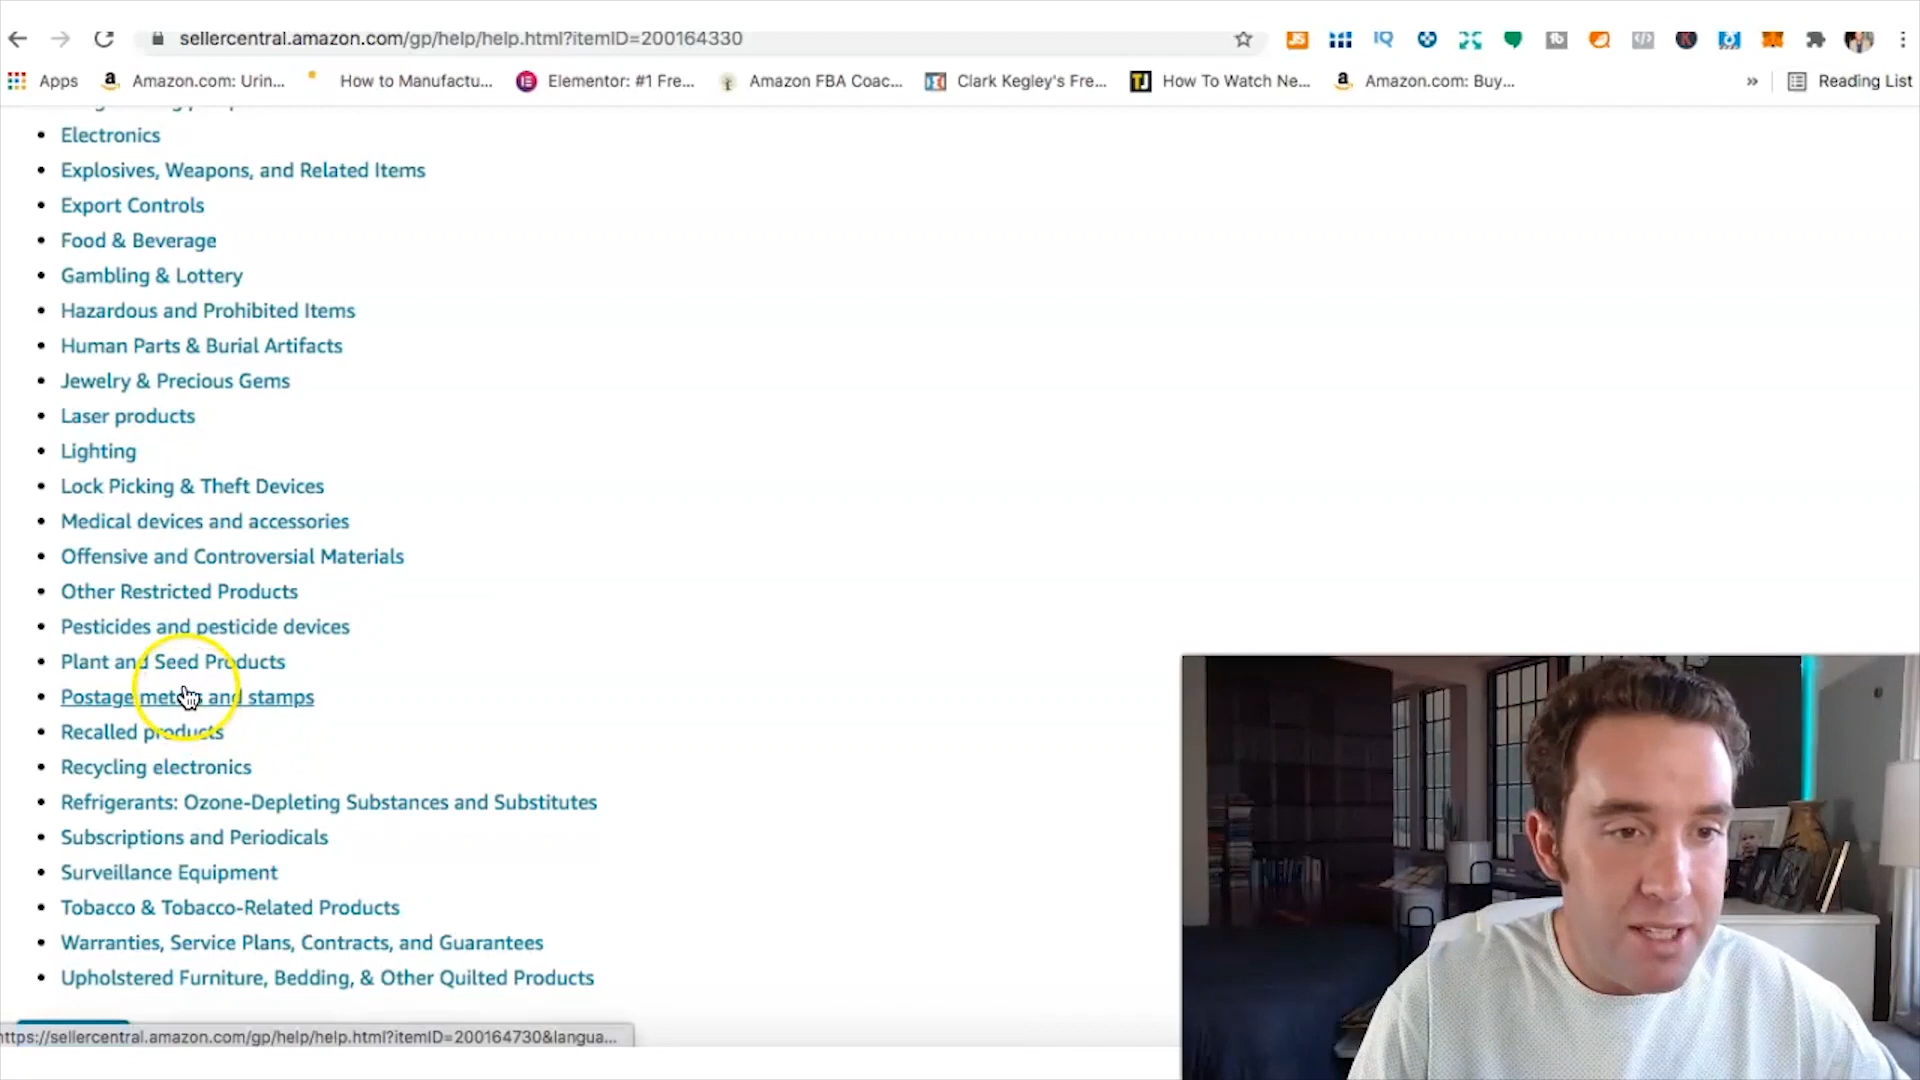 sellercentral.amazon.com/gp/help/help.html?itemID=200164330
Apps
Amazon.com: Urin...
How to Manufactu...
Elementor: #1 Fre...
Amazon FBA Coac...
Clark Kegley's Fre...
How To Watch Ne...
Amazon.com: Buy...
»
Reading List
Electronics
Explosives, Weapons, and Related Items
Export Controls
Food & Beverage
Gambling & Lottery
Hazardous and Prohibited Items
Human Parts & Burial Artifacts
Jewelry & Precious Gems
Laser products
Lighting
Lock Picking & Theft Devices
Medical devices and accessories
Offensive and Controversial Materials
Other Restricted Products
Pesticides and pesticide devices
Plant and Seed Products
Postage meters and stamps
Recalled products
Recycling electronics
Refrigerants: Ozone-Depleting Substances and Substitutes
Subscriptions and Periodicals
Surveillance Equipment
Tobacco & Tobacco-Related Products
Warranties, Service Plans, Contracts, and Guarantees
Upholstered Furniture, Bedding, & Other Quilted Products
https://sellercentral.amazon.com/gp/help/help.html?itemID=200164730&langua...